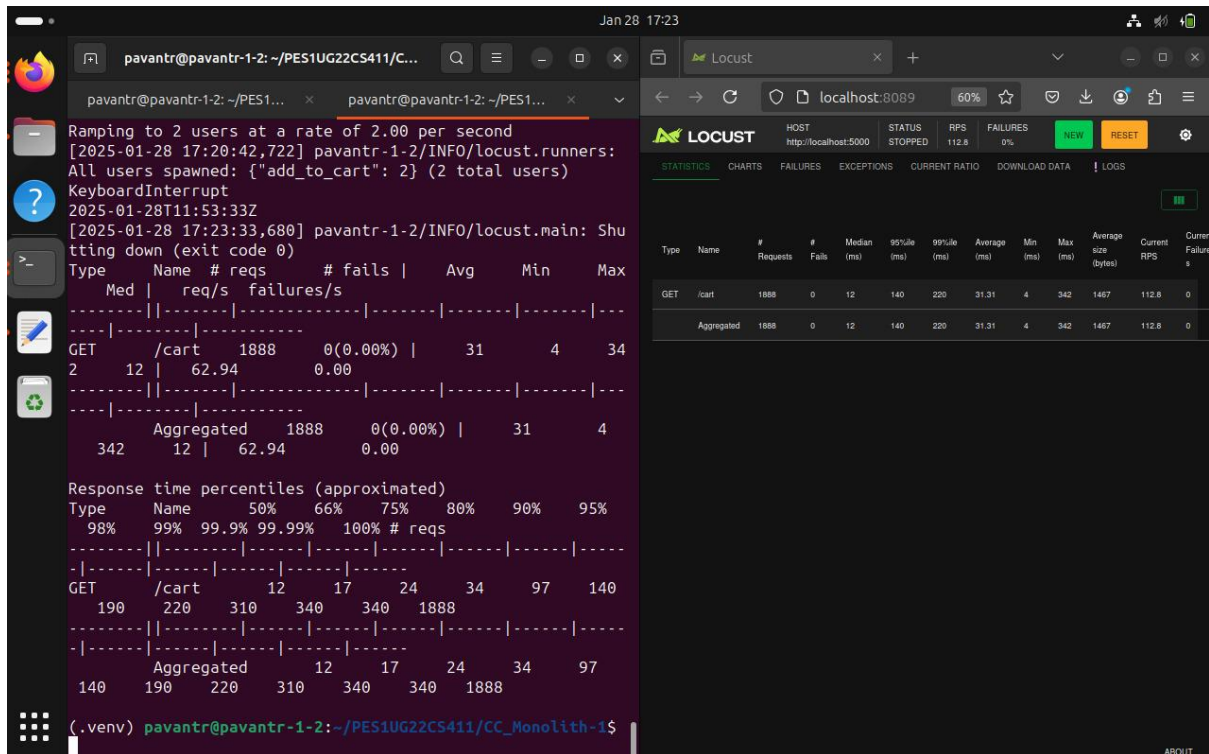 Jan 28 17:23
pavantr@pavantr-1-2: ~/PES1UG22CS411/C...
pavantr@pavantr-1-2: ~/PES1...
pavantr@pavantr-1-2: ~/PES1...
Ramping to 2 users at a rate of 2.00 per second
[2025-01-28 17:20:42,722] pavantr-1-2/INFO/locust.runners:
All users spawned: {"add_to_cart": 2} (2 total users)
KeyboardInterrupt
2025-01-28T11:53:33Z
[2025-01-28 17:23:33,680] pavantr-1-2/INFO/locust.main: Shu
tting down (exit code 0)
Type     Name  # reqs      # fails |    Avg     Min     Max
    Med |   req/s  failures/s
--------||-------|-------------|-------|-------|-------|---
----|--------|-----------
GET      /cart    1888     0(0.00%) |     31       4     34
2      12 |   62.94        0.00
--------||-------|-------------|-------|-------|-------|---
----|--------|-----------
         Aggregated    1888     0(0.00%) |     31       4
   342      12 |   62.94        0.00
Response time percentiles (approximated)
Type     Name      50%    66%    75%    80%    90%    95%
  98%    99%  99.9% 99.99%   100% # reqs
--------||--------|------|------|------|------|------|-----
-|------|------|------|------|------
GET      /cart       12     17     24     34     97    140
   190    220    310    340    340   1888
--------||--------|------|------|------|------|------|-----
-|------|------|------|------|------
         Aggregated       12     17     24     34     97
 140    190    220    310    340    340   1888
(.venv) pavantr@pavantr-1-2:~/PES1UG22CS411/CC_Monolith-1$
Locust
localhost:8089
60%
LOCUST
HOST
http://localhost:5000
STATUS
STOPPED
RPS
112.8
FAILURES
0%
NEW
RESET
STATISTICS CHARTS FAILURES EXCEPTIONS CURRENT RATIO DOWNLOAD DATA ! LOGS
Type Name # Requests # Fails Median (ms) 95%ile (ms) 99%ile (ms) Average (ms) Min (ms) Max (ms) Average size (bytes) Current RPS Curren Failure s
GET /cart 1888 0 12 140 220 31.31 4 342 1467 112.8 0
Aggregated 1888 0 12 140 220 31.31 4 342 1467 112.8 0
ABOUT